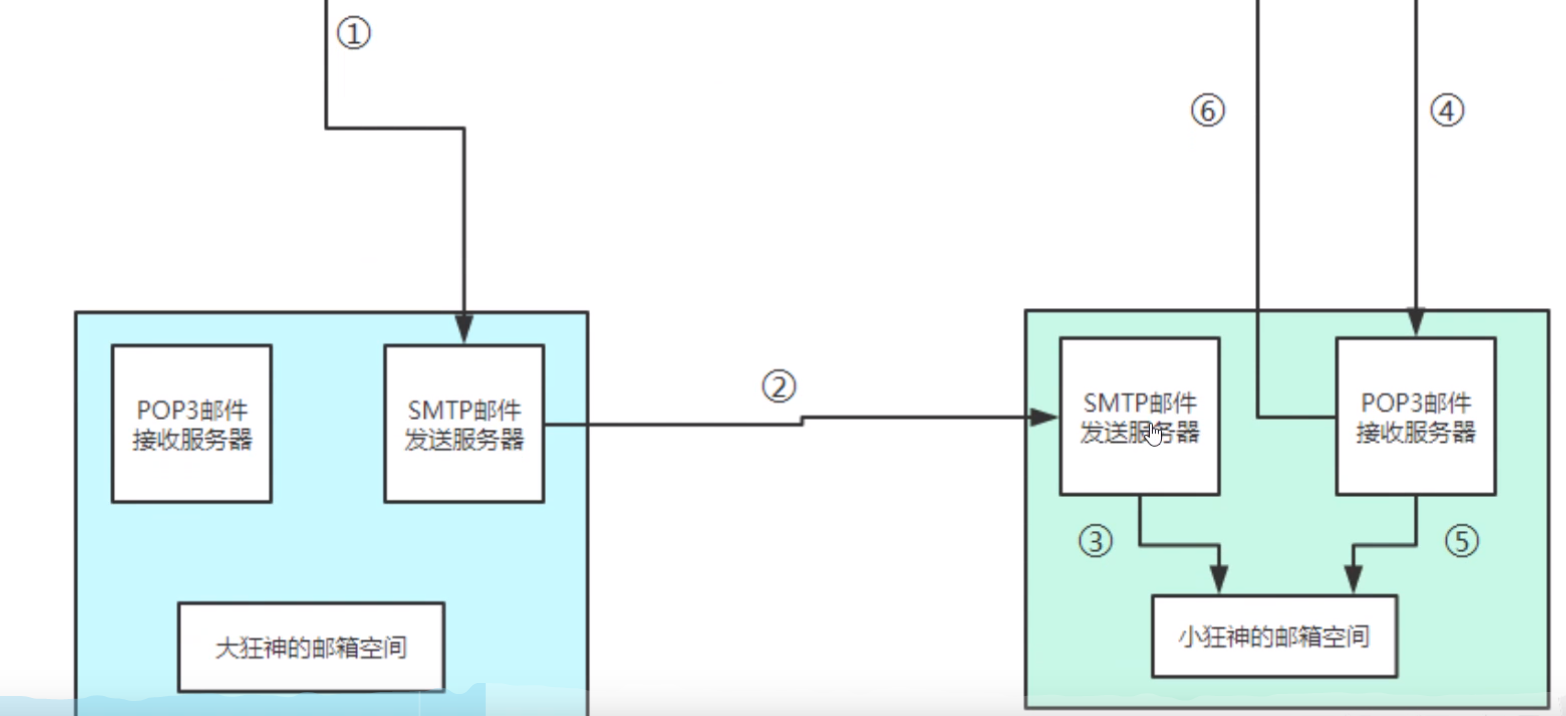 ①
⑥
④
②
POP3邮件
接收服务器
SMTP邮件
发送服务器
SMTP邮件
发送服务器
POP3邮件
接收服务器
③
⑤
大狂神的邮箱空间
小狂神的邮箱空间